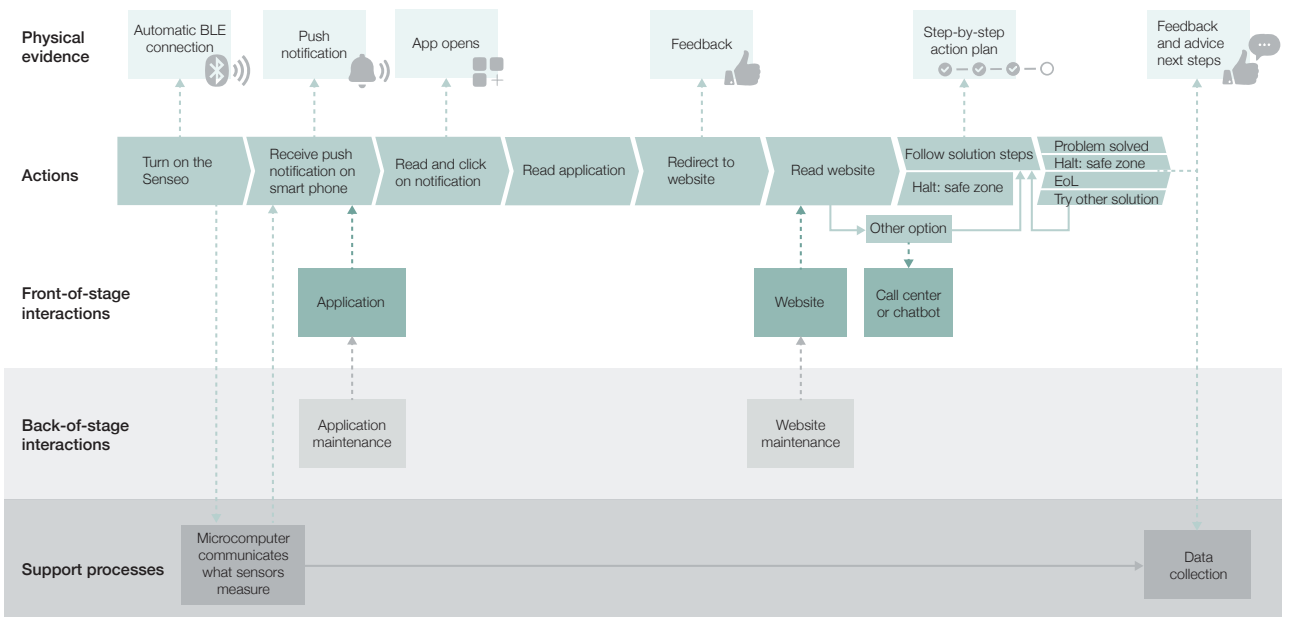 Physical
evidence
Automatic BLE
connection
Push
notification
App opens
Feedback
Step-by-step
action plan
Feedback
and advice
next steps
Actions
Turn on the
Senseo
Receive push
notification on
smart phone
Read and click
on notification
Read application
Redirect to
website
Read website
Follow solution steps
Halt: safe zone
Problem solved
Halt: safe zone
EoL
Try other solution
Other option
Front-of-stage
interactions
Application
Website
Call center
or chatbot
Back-of-stage
interactions
Application
maintenance
Website
maintenance
Support processes
Microcomputer
communicates
what sensors
measure
Data
collection